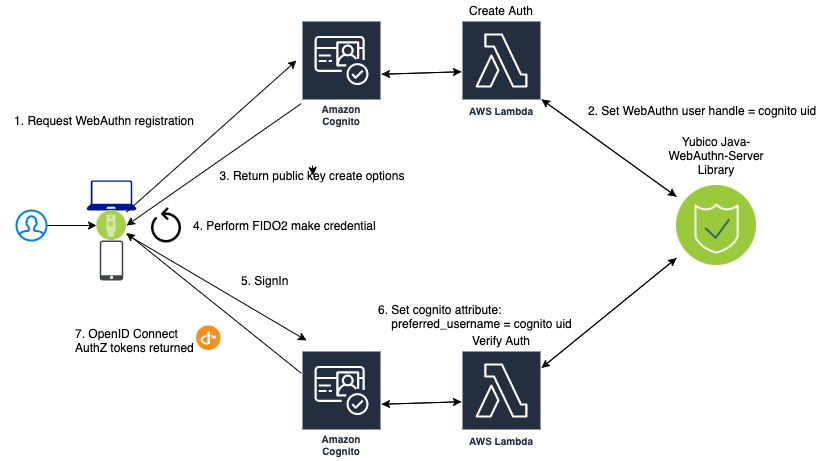 Create Auth
Amazon
Cognito
AWS Lambda
1. Request WebAuthn registration
2. Set WebAuthn user handle = cognito uid
Yubico Java-
WebAuthn-Server
Library
3. Return public key create options
4. Perform FIDO2 make credential
5. SignIn
6. Set cognito attribute:
preferred_username = cognito uid
7. OpenID Connect
AuthZ tokens returned
Verify Auth
Amazon
Cognito
AWS Lambda